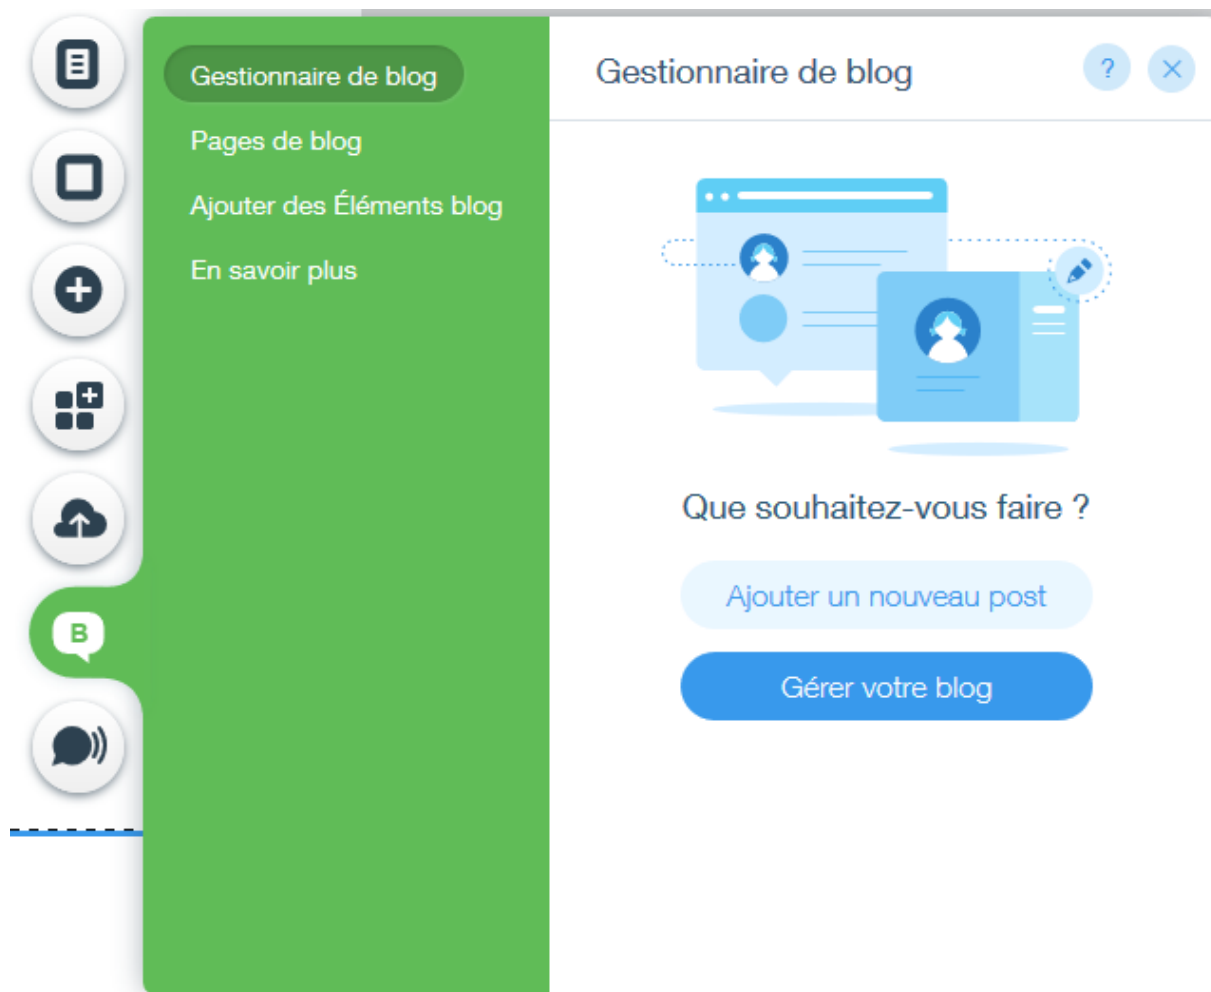 Gestionnaire de blog
Pages de blog
Ajouter des Éléments blog
En savoir plus
B
Gestionnaire de blog
?
Que souhaitez-vous faire ?
Ajouter un nouveau post
Gérer votre blog